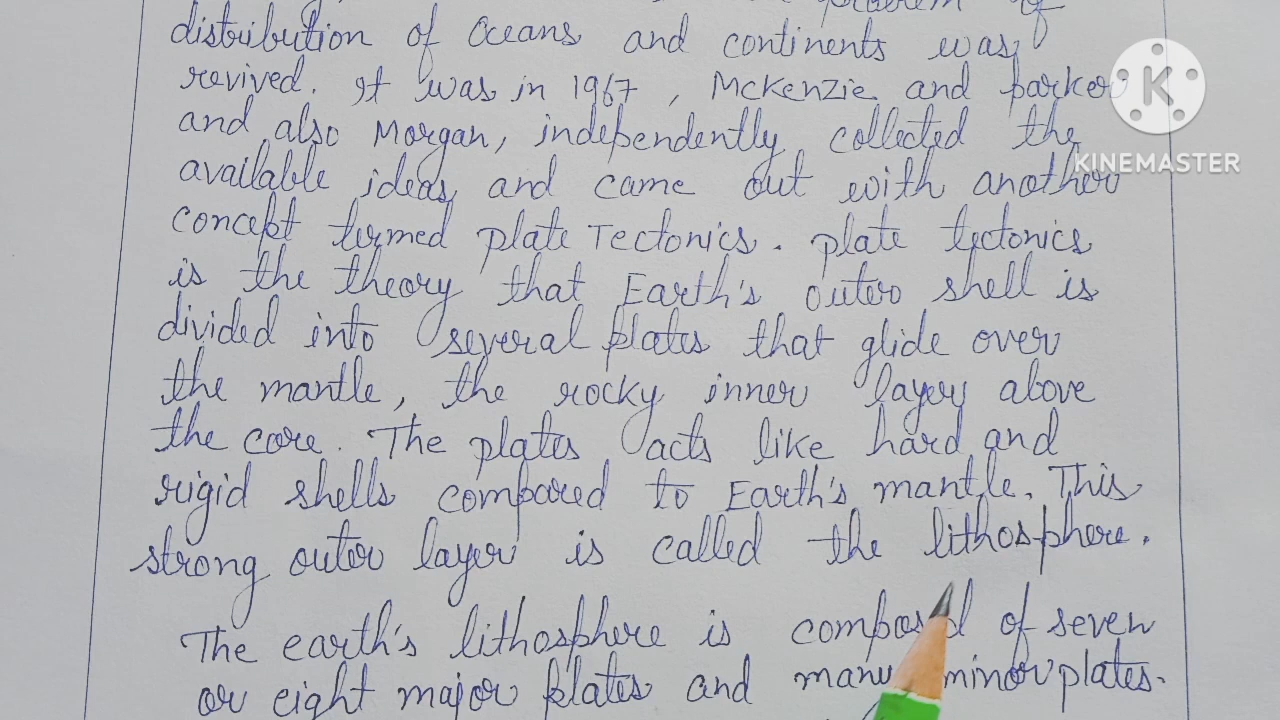 problem of
distribution of oceans and continents was
revived. It was in 1967, McKenzie and parker
and also Morgan, independently collected the
available ideas and came out with another
concept termed plate Tectonics. plate tectonics
is the theory that Earth's outer shell is
divided into several plates that glide over
the mantle, the rocky inner layer above
the core. The plates acts like hard and
rigid shells compared to Earth's mantle. This
strong outer layer is called the lithosphere.
The earth's lithosphere is composed of seven
or eight major plates and many minor plates.
K
KINEMASTER